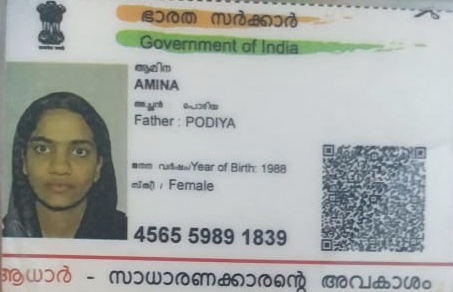 ഭാരത സർക്കാർ
Government of India
ആമിന
AMINA
അച്ഛൻ : പൊടിയ
Father : PODIYA
ജനന വർഷം/Year of Birth: 1988
സ്ത്രീ / Female
4565 5989 1839
ആധാർ - സാധാരണക്കാരന്റെ അവകാശം